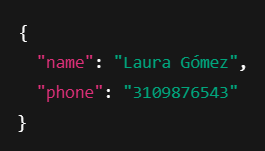 {
"name": "Laura Gómez",
"phone": "3109876543"
}